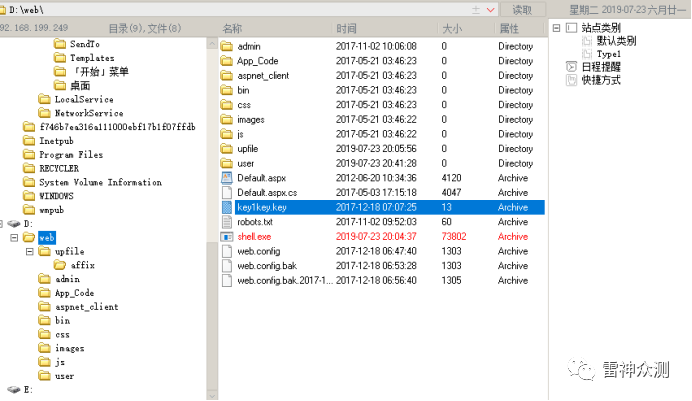 D:\web\ 读取 星期二 2019-07-23 六月廿一
92.168.199.249 目录(9),文件(8)
SendTo
Templates
「开始」菜单
桌面
LocalService
NetworkService
f746b7ea316a111000ebf17b1f07ffdb
Inetpub
Program Files
RECYCLER
System Volume Information
WINDOWS
wmpub
D:
web
upfile
affix
admin
App_Code
aspnet_client
bin
css
images
js
user
E:
名称 时间 大小 属性
admin 2017-11-02 10:06:08 0 Directory
App_Code 2017-05-21 03:46:23 0 Directory
aspnet_client 2017-05-21 03:46:23 0 Directory
bin 2017-05-21 03:46:23 0 Directory
css 2017-05-21 03:46:23 0 Directory
images 2017-05-21 03:46:22 0 Directory
js 2017-05-21 03:46:22 0 Directory
upfile 2019-07-23 20:05:56 0 Directory
user 2019-07-23 20:41:28 0 Directory
Default.aspx 2012-06-20 10:34:36 4120 Archive
Default.aspx.cs 2017-05-03 17:15:18 4047 Archive
key1key.key 2017-12-18 07:07:25 13 Archive
robots.txt 2017-11-02 09:52:03 60 Archive
shell.exe 2019-07-23 20:04:37 73802 Archive
web.config 2017-12-18 06:47:40 1303 Archive
web.config.bak 2017-12-18 06:53:28 1303 Archive
web.config.bak.2017-1... 2017-12-18 06:56:40 1305 Archive
站点类别
默认类别
Type1
日程提醒
快捷方式
雷神众测